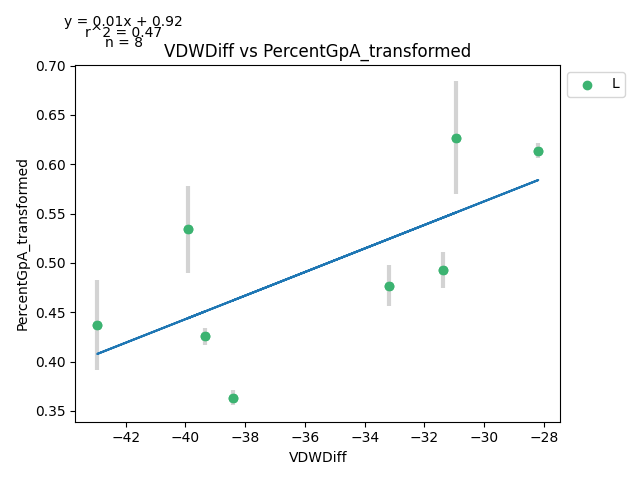 y = 0.01x + 0.92
r^2 = 0.47
n = 8
VDWDiff vs PercentGpA_transformed
L
0.70
0.65
0.60
0.55
0.50
0.45
0.40
0.35
PercentGpA_transformed
−42
−40
−38
−36
−34
−32
−30
−28
VDWDiff